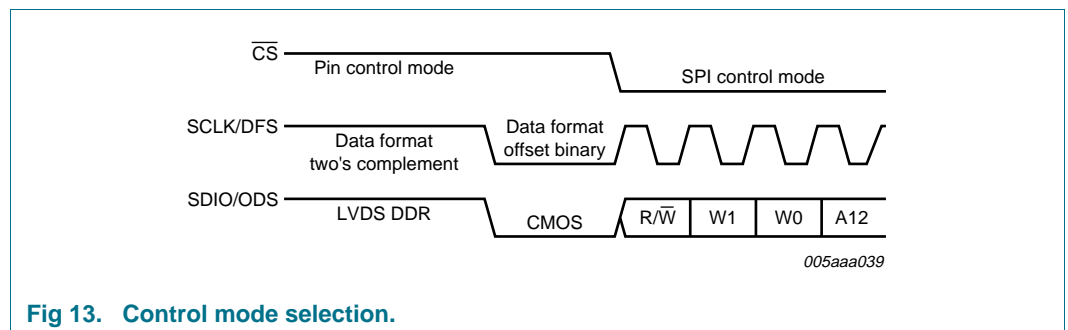 C̅S̅
Pin control mode
SPI control mode
SCLK/DFS
Data format
two's complement
Data format
offset binary
SDIO/ODS
LVDS DDR
CMOS
R/W̅
W1
W0
A12
005aaa039
Fig 13. Control mode selection.